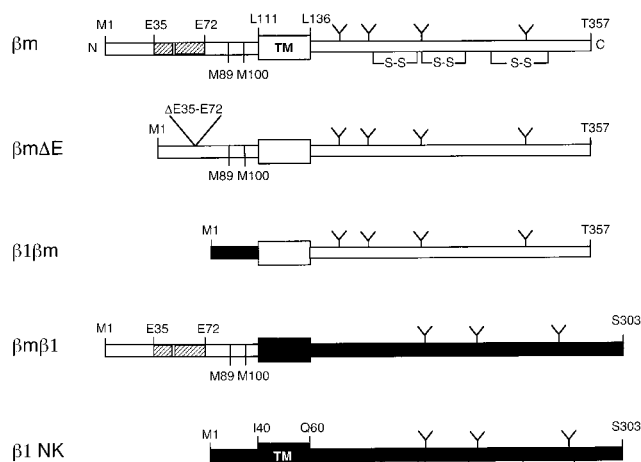 M1 E35 E72 L111 L136 T357
βm N TM C
S-S S-S S-S
M89 M100
ΔE35-E72
M1 T357
βmΔE
M89 M100
M1 T357
β1βm
M1 E35 E72 S303
βmβ1
M89 M100
M1 I40 Q60 S303
β1 NK TM